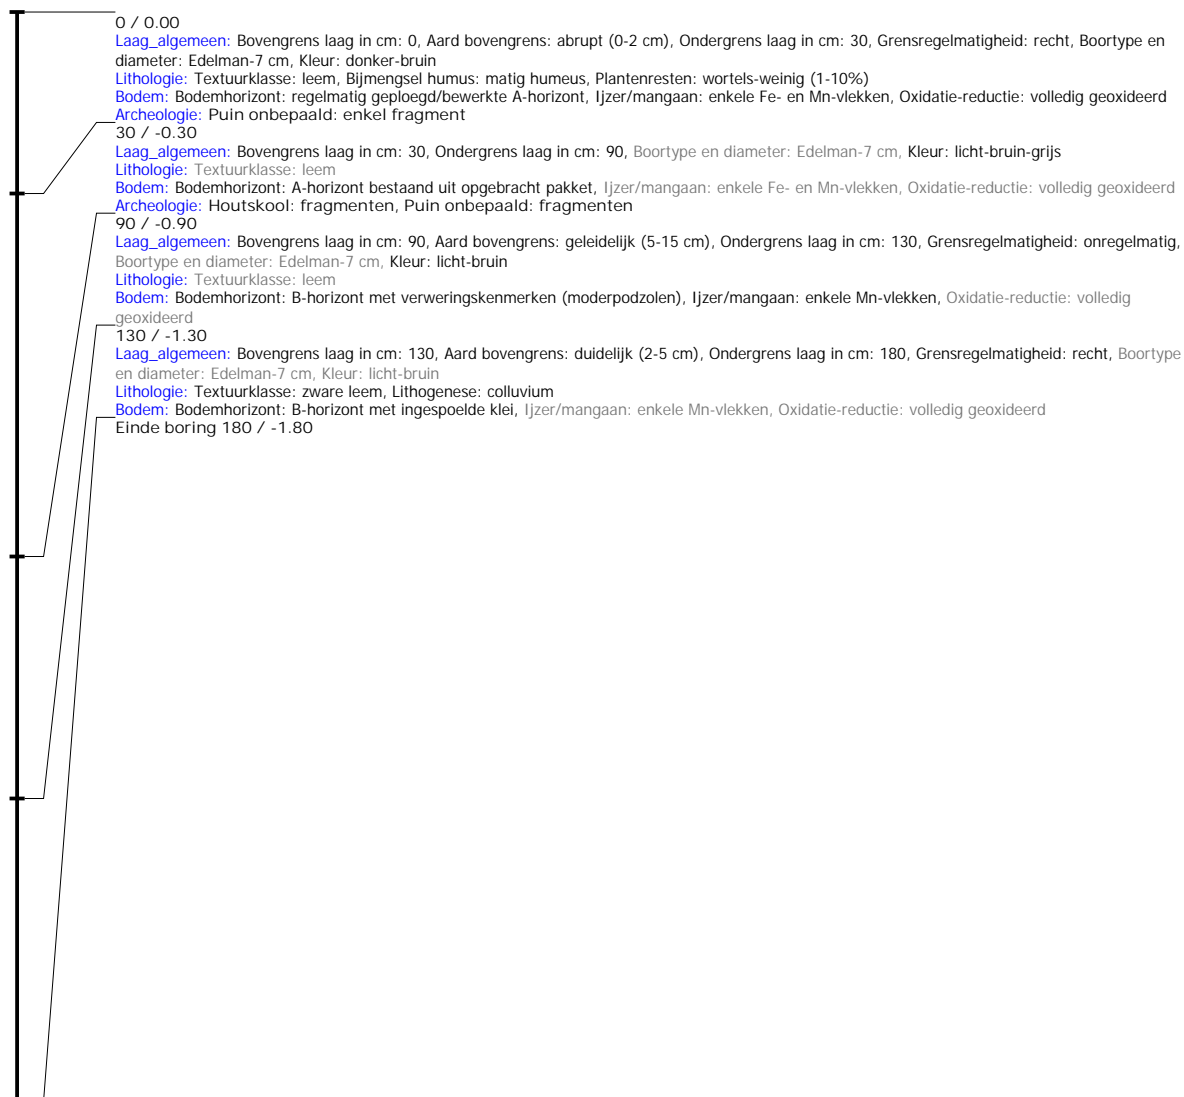 0 / 0.00
Laag_algemeen: Bovengrens laag in cm: 0, Aard bovengrens: abrupt (0-2 cm), Ondergrens laag in cm: 30, Grensregelmatigheid: recht, Boortype en
diameter: Edelman-7 cm, Kleur: donker-bruin
Lithologie: Textuurklasse: leem, Bijmengsel humus: matig humeus, Plantenresten: wortels-weinig (1-10%)
Bodem: Bodemhorizont: regelmatig geploegd/bewerkte A-horizont, Ijzer/mangaan: enkele Fe- en Mn-vlekken, Oxidatie-reductie: volledig geoxideerd
Archeologie: Puin onbepaald: enkel fragment
30 / -0.30
Laag_algemeen: Bovengrens laag in cm: 30, Ondergrens laag in cm: 90, Boortype en diameter: Edelman-7 cm, Kleur: licht-bruin-grijs
Lithologie: Textuurklasse: leem
Bodem: Bodemhorizont: A-horizont bestaand uit opgebracht pakket, Ijzer/mangaan: enkele Fe- en Mn-vlekken, Oxidatie-reductie: volledig geoxideerd
Archeologie: Houtskool: fragmenten, Puin onbepaald: fragmenten
90 / -0.90
Laag_algemeen: Bovengrens laag in cm: 90, Aard bovengrens: geleidelijk (5-15 cm), Ondergrens laag in cm: 130, Grensregelmatigheid: onregelmatig,
Boortype en diameter: Edelman-7 cm, Kleur: licht-bruin
Lithologie: Textuurklasse: leem
Bodem: Bodemhorizont: B-horizont met verweringskenmerken (moderpodzolen), Ijzer/mangaan: enkele Mn-vlekken, Oxidatie-reductie: volledig
geoxideerd
130 / -1.30
Laag_algemeen: Bovengrens laag in cm: 130, Aard bovengrens: duidelijk (2-5 cm), Ondergrens laag in cm: 180, Grensregelmatigheid: recht, Boortype
en diameter: Edelman-7 cm, Kleur: licht-bruin
Lithologie: Textuurklasse: zware leem, Lithogenese: colluvium
Bodem: Bodemhorizont: B-horizont met ingespoelde klei, Ijzer/mangaan: enkele Mn-vlekken, Oxidatie-reductie: volledig geoxideerd
Einde boring 180 / -1.80